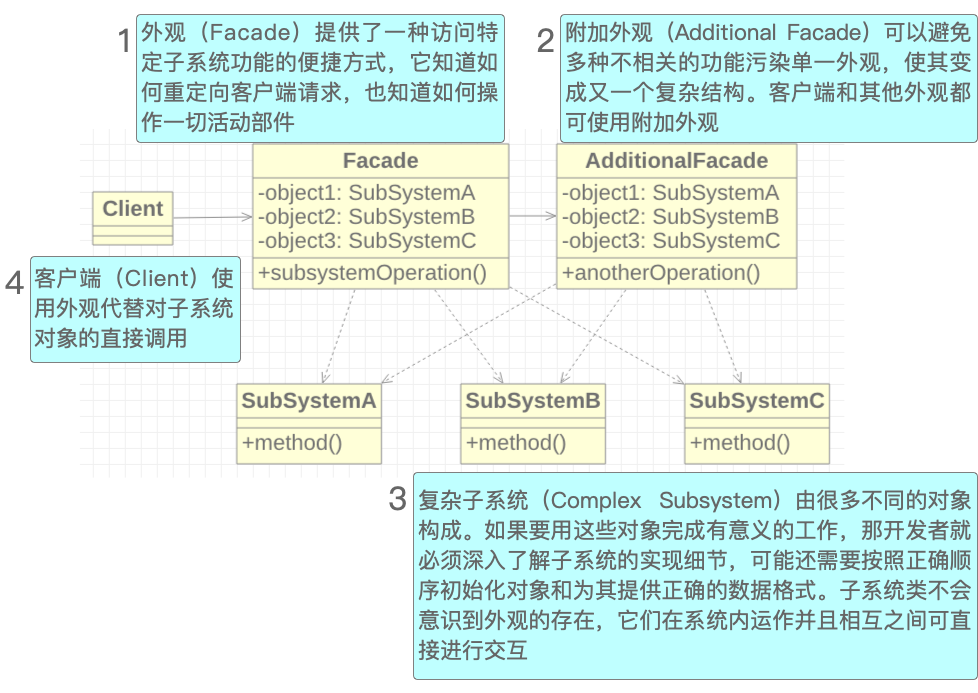 1
外观（Facade）提供了一种访问特
定子系统功能的便捷方式，它知道如
何重定向客户端请求，也知道如何操
作一切活动部件
2
附加外观（Additional Facade）可以避免
多种不相关的功能污染单一外观，使其变
成又一个复杂结构。客户端和其他外观都
可使用附加外观
Client
Facade
-object1: SubSystemA
-object2: SubSystemB
-object3: SubSystemC
+subsystemOperation()
AdditionalFacade
-object1: SubSystemA
-object2: SubSystemB
-object3: SubSystemC
+anotherOperation()
4
客户端（Client）使
用外观代替对子系统
对象的直接调用
SubSystemA
+method()
SubSystemB
+method()
SubSystemC
+method()
3
复杂子系统（Complex Subsystem）由很多不同的对象
构成。如果要用这些对象完成有意义的工作，那开发者就
必须深入了解子系统的实现细节，可能还需要按照正确顺
序初始化对象和为其提供正确的数据格式。子系统类不会
意识到外观的存在，它们在系统内运作并且相互之间可直
接进行交互